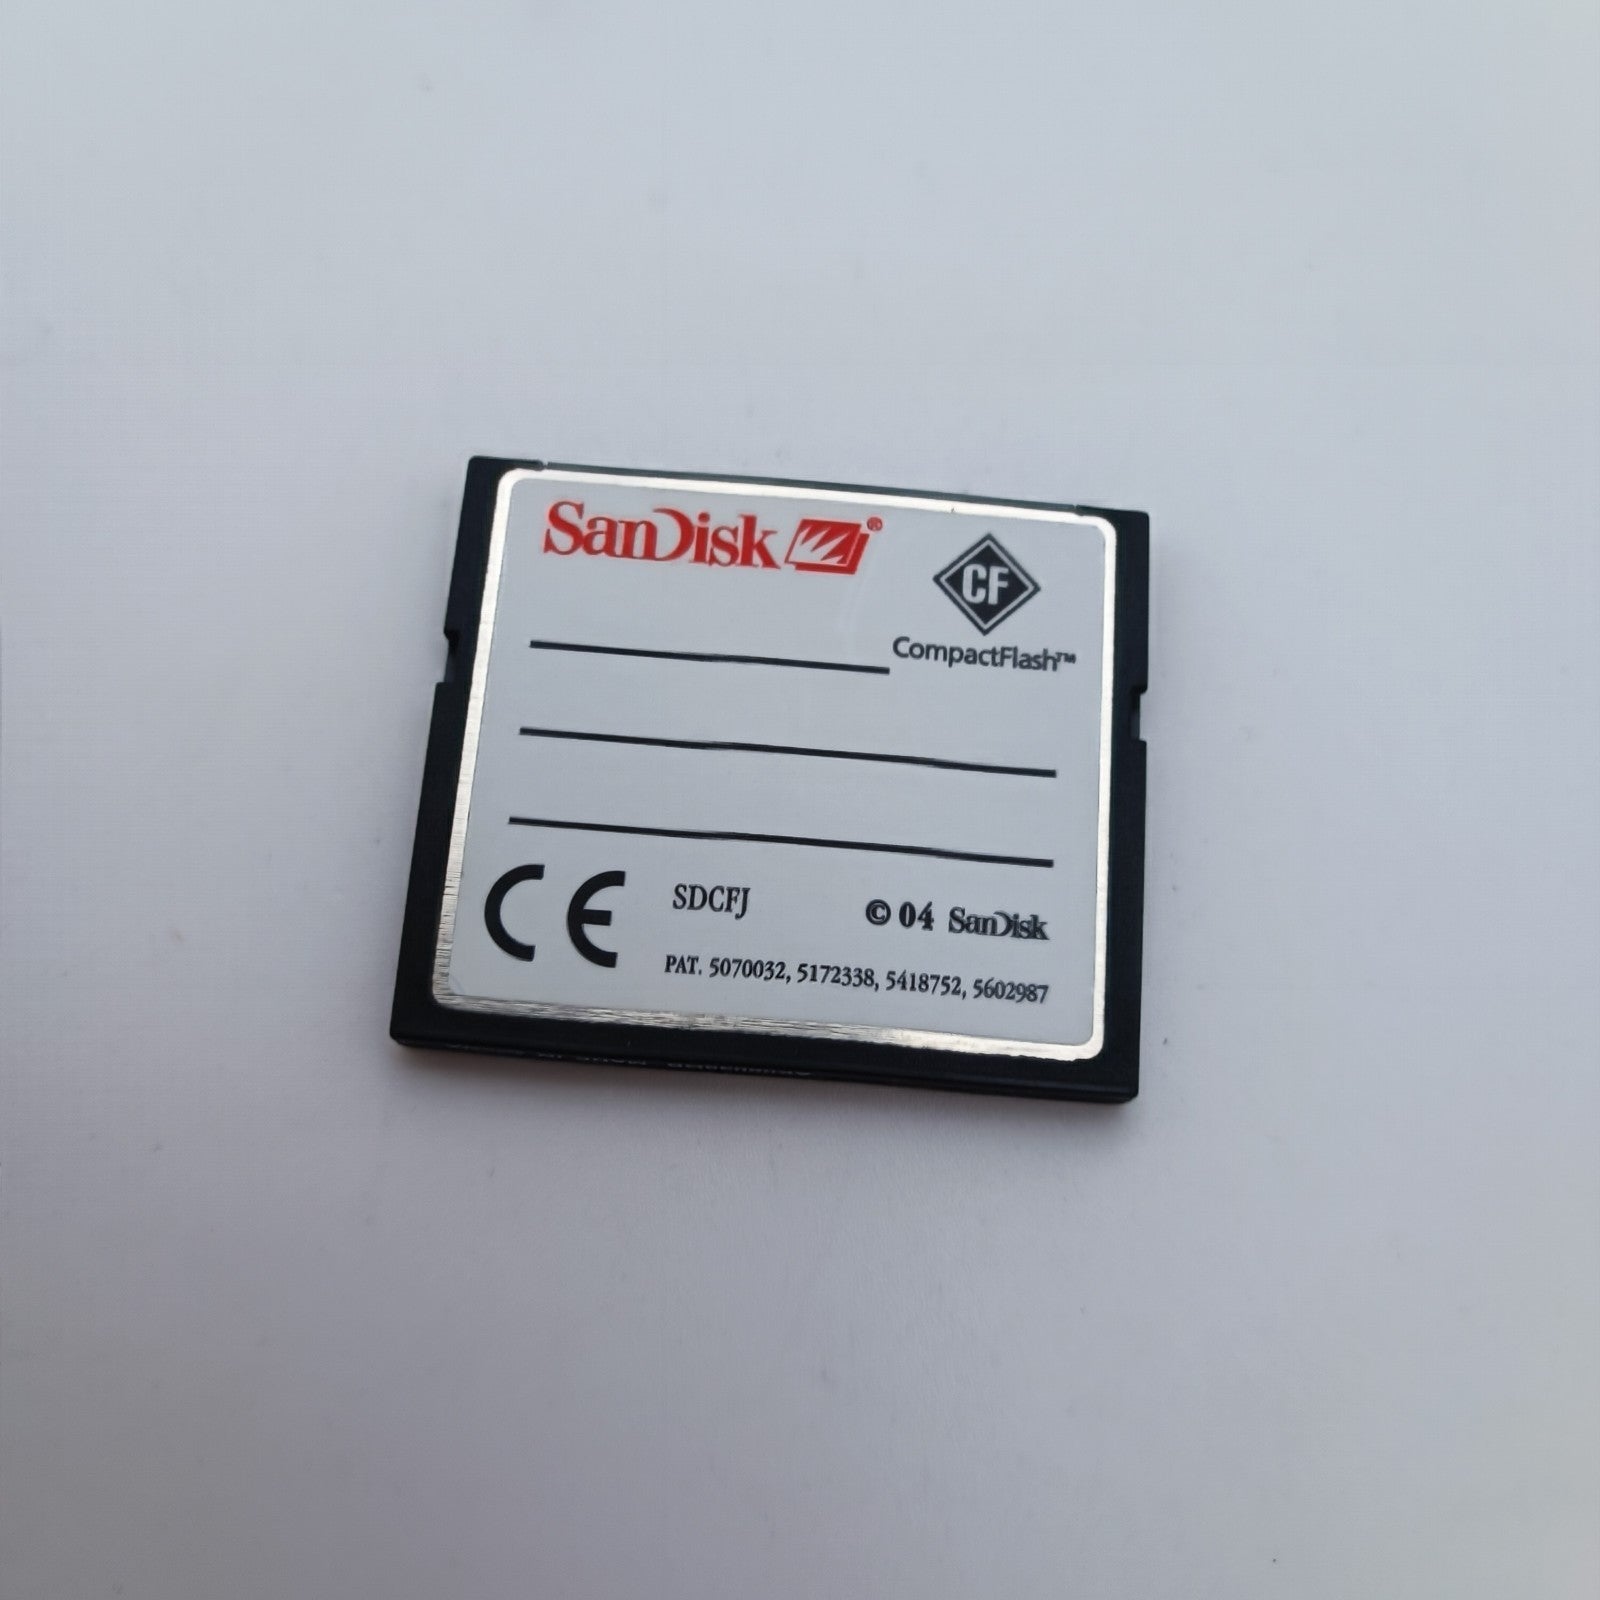 SanDisk ®
CF
CompactFlash™
CE SDCFJ © 04 SanDisk
PAT. 5070032, 5172338, 5418752, 5602987